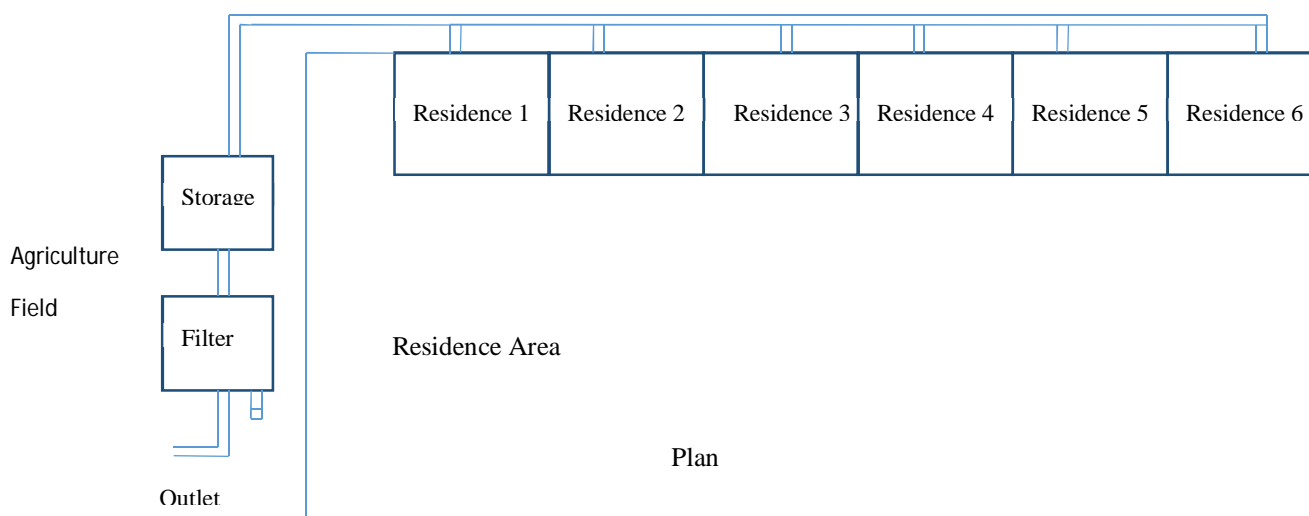 Residence 1 Residence 2 Residence 3 Residence 4 Residence 5 Residence 6
Storage
Agriculture
Field
Filter
Residence Area
Plan
Outlet